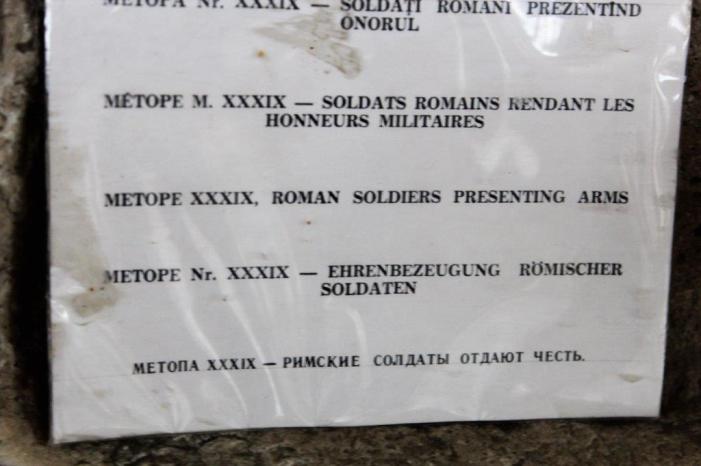 METOPA Nr. XXXIX — SOLDAȚI ROMANI PREZENTÎND
ONORUL
MÉTOPE M. XXXIX — SOLDATS ROMAINS RENDANT LES
HONNEURS MILITAIRES
METOPE XXXIX, ROMAN SOLDIERS PRESENTING ARMS
METOPE Nr. XXXIX — EHRENBEZEUGUNG RÖMISCHER
SOLDATEN
МЕТОПА XXXIX — РИМСКИЕ СОЛДАТЫ ОТДАЮТ ЧЕСТЬ.